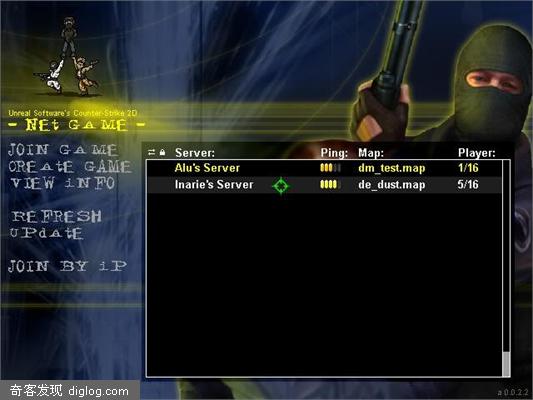 Unreal Software's Counter-Strike 2D
- NEt GAME -
JOIN GAME
CREAtE GAME
VIEW iNFO
REFRESH
UPdAtE
JOIN BY iP
Server: Ping: Map: Player:
Alu's Server dm_test.map 1/16
Inarie's Server de_dust.map 5/16
奇客发现 diglog.com
a 0.0.2.2